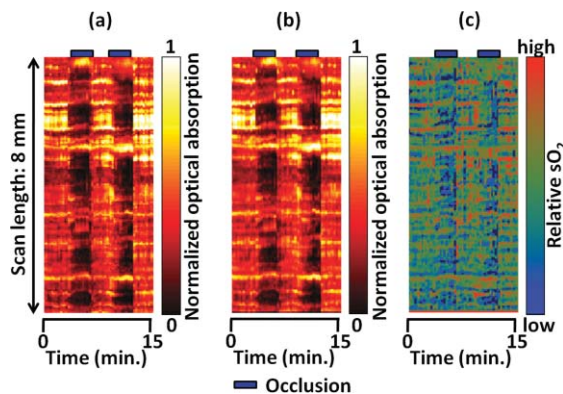 (a)
(b)
(c)
Scan length: 8 mm
1
Normalized optical absorption
0
1
Normalized optical absorption
0
high
Relative sO₂
low
0
15
Time (min.)
0
15
Time (min.)
0
15
Time (min.)
Occlusion